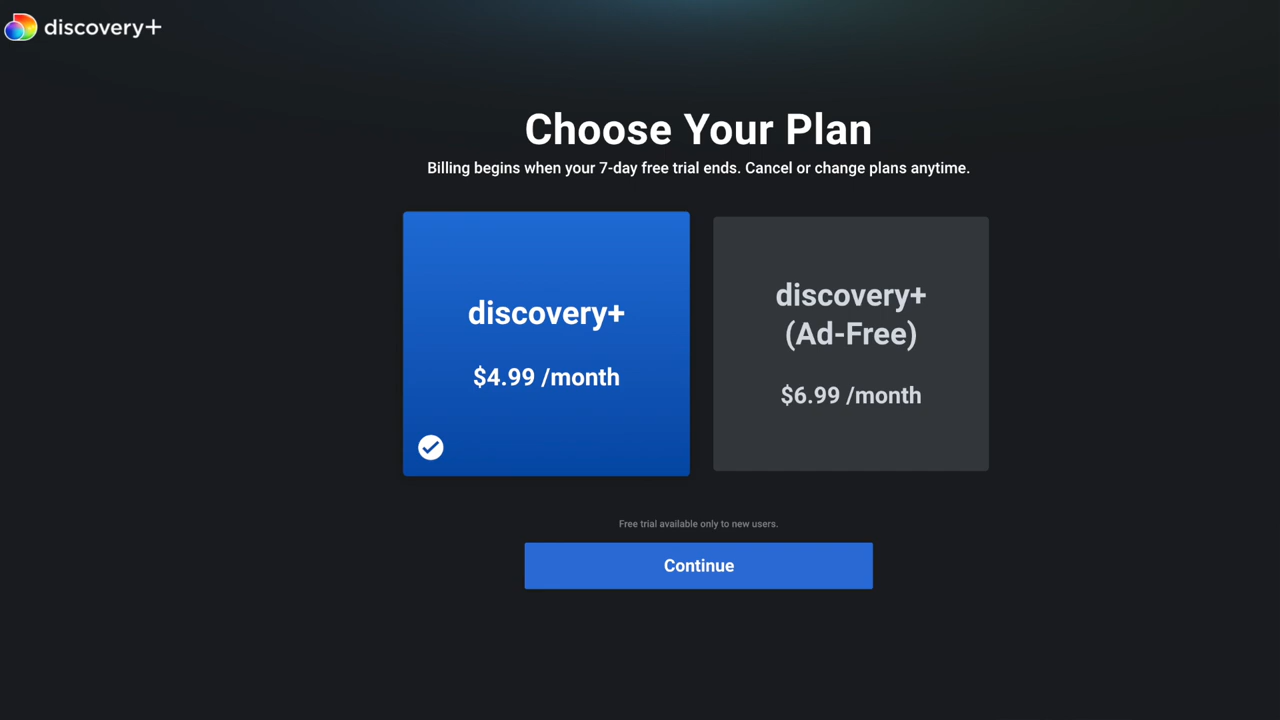 discovery+
Choose Your Plan
Billing begins when your 7-day free trial ends. Cancel or change plans anytime.
discovery+
$4.99 /month
discovery+
(Ad-Free)
$6.99 /month
Free trial available only to new users.
Continue